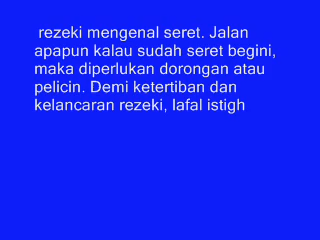 rezeki mengenal seret. Jalan
apapun kalau sudah seret begini,
maka diperlukan dorongan atau
pelicin. Demi ketertiban dan
kelancaran rezeki, lafal istigh